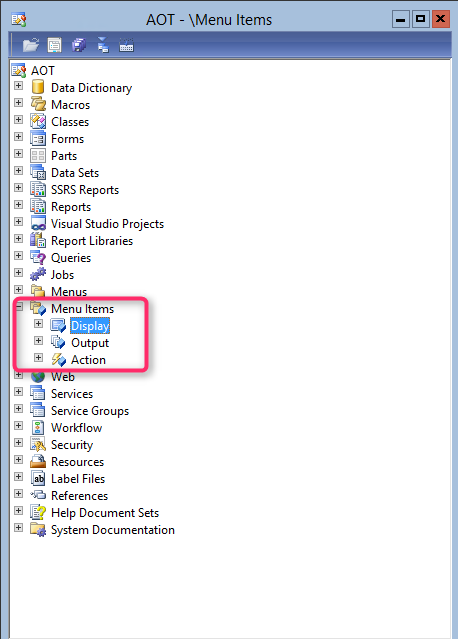 AOT - \Menu Items
AOT
Data Dictionary
Macros
Classes
Forms
Parts
Data Sets
SSRS Reports
Reports
Visual Studio Projects
Report Libraries
Queries
Jobs
Menus
Menu Items
Display
Output
Action
Web
Services
Service Groups
Workflow
Security
Resources
Label Files
References
Help Document Sets
System Documentation